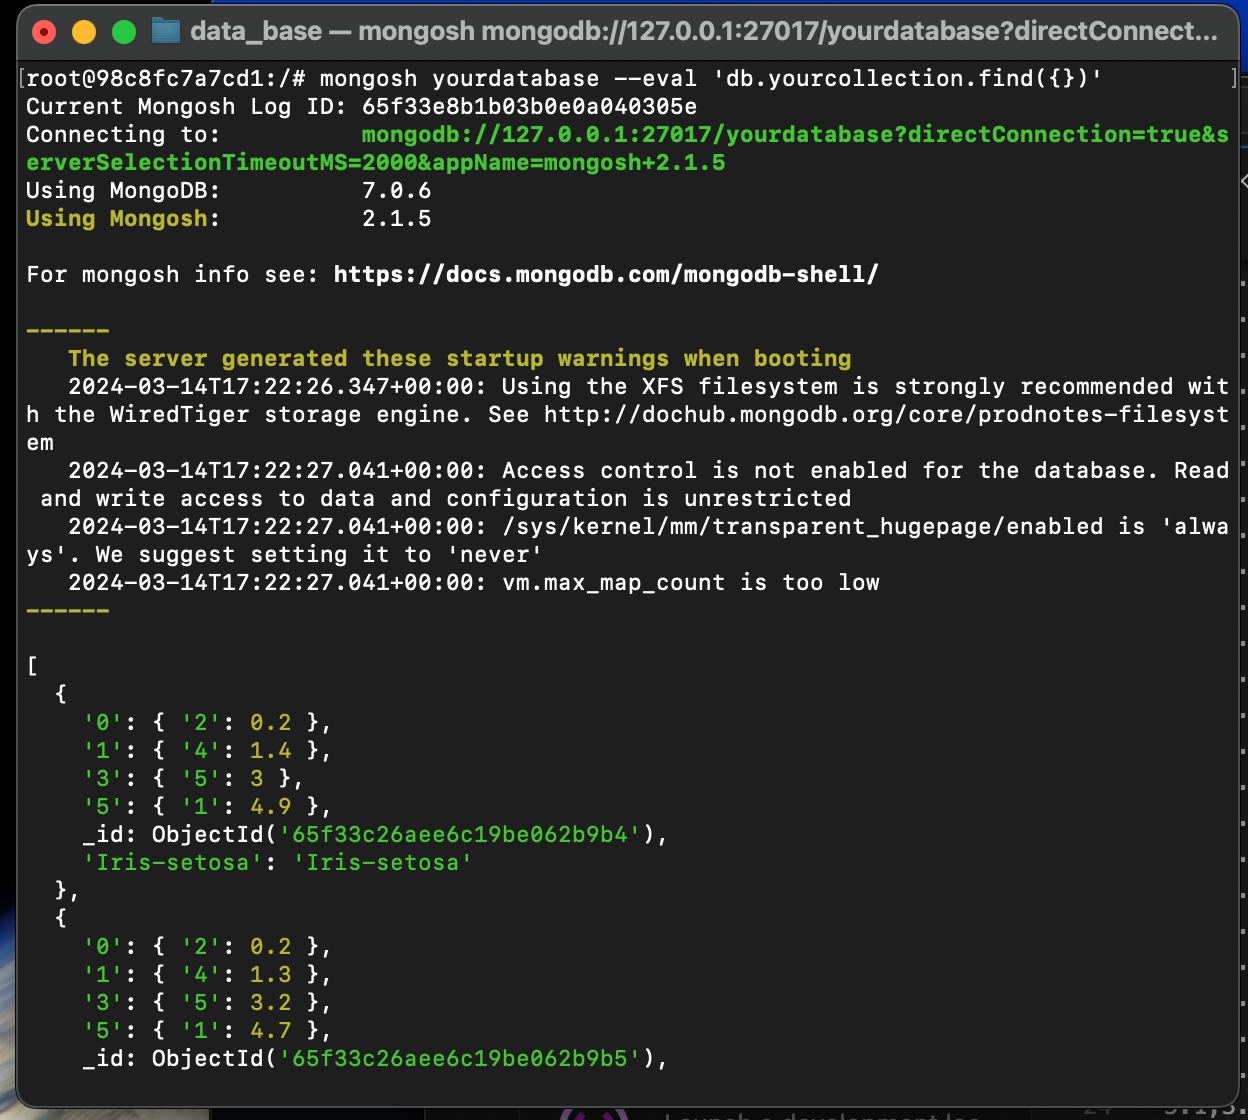 data_base — mongosh mongodb://127.0.0.1:27017/yourdatabase?directConnect...
[root@98c8fc7a7cd1:/# mongosh yourdatabase --eval 'db.yourcollection.find({})' ]
Current Mongosh Log ID: 65f33e8b1b03b0e0a040305e
Connecting to: mongodb://127.0.0.1:27017/yourdatabase?directConnection=true&s
erverSelectionTimeoutMS=2000&appName=mongosh+2.1.5
Using MongoDB: 7.0.6
Using Mongosh: 2.1.5
For mongosh info see: https://docs.mongodb.com/mongodb-shell/
------
The server generated these startup warnings when booting
2024-03-14T17:22:26.347+00:00: Using the XFS filesystem is strongly recommended wit
h the WiredTiger storage engine. See http://dochub.mongodb.org/core/prodnotes-filesyst
em
2024-03-14T17:22:27.041+00:00: Access control is not enabled for the database. Read
and write access to data and configuration is unrestricted
2024-03-14T17:22:27.041+00:00: /sys/kernel/mm/transparent_hugepage/enabled is 'alwa
ys'. We suggest setting it to 'never'
2024-03-14T17:22:27.041+00:00: vm.max_map_count is too low
------
[
{
'0': { '2': 0.2 },
'1': { '4': 1.4 },
'3': { '5': 3 },
'5': { '1': 4.9 },
_id: ObjectId('65f33c26aee6c19be062b9b4'),
'Iris-setosa': 'Iris-setosa'
},
{
'0': { '2': 0.2 },
'1': { '4': 1.3 },
'3': { '5': 3.2 },
'5': { '1': 4.7 },
_id: ObjectId('65f33c26aee6c19be062b9b5'),